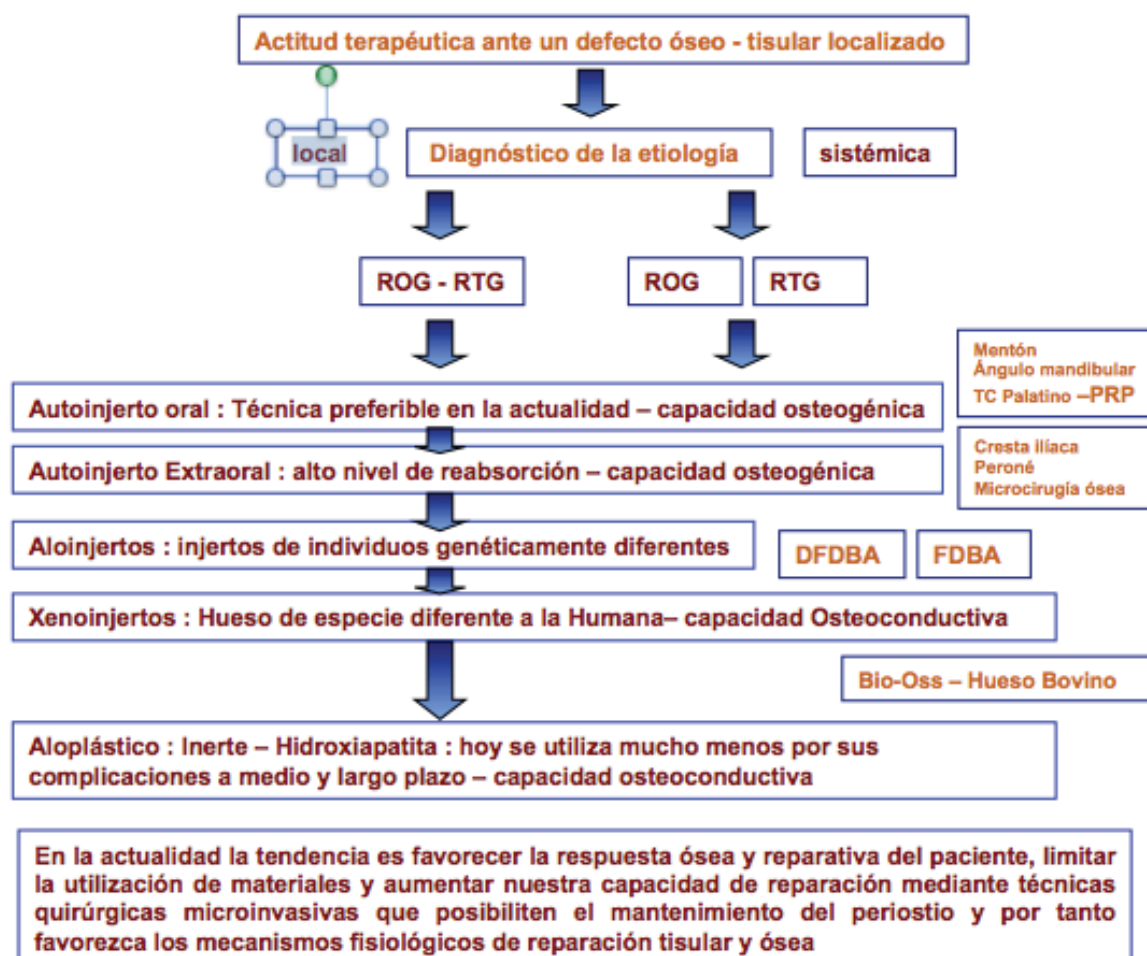 Actitud terapéutica ante un defecto óseo - tisular localizado
local
Diagnóstico de la etiología
sistémica
ROG - RTG
ROG
RTG
Mentón
Ángulo mandibular
TC Palatino –PRP
Autoinjerto oral : Técnica preferible en la actualidad – capacidad osteogénica
Cresta ilíaca
Peroné
Microcirugía ósea
Autoinjerto Extraoral : alto nivel de reabsorción – capacidad osteogénica
Aloinjertos : injertos de individuos genéticamente diferentes
DFDBA
FDBA
Xenoinjertos : Hueso de especie diferente a la Humana– capacidad Osteoconductiva
Bio-Oss – Hueso Bovino
Aloplástico : Inerte – Hidroxiapatita : hoy se utiliza mucho menos por sus
complicaciones a medio y largo plazo – capacidad osteoconductiva
En la actualidad la tendencia es favorecer la respuesta ósea y reparativa del paciente, limitar
la utilización de materiales y aumentar nuestra capacidad de reparación mediante técnicas
quirúrgicas microinvasivas que posibiliten el mantenimiento del periostio y por tanto
favorezca los mecanismos fisiológicos de reparación tisular y ósea